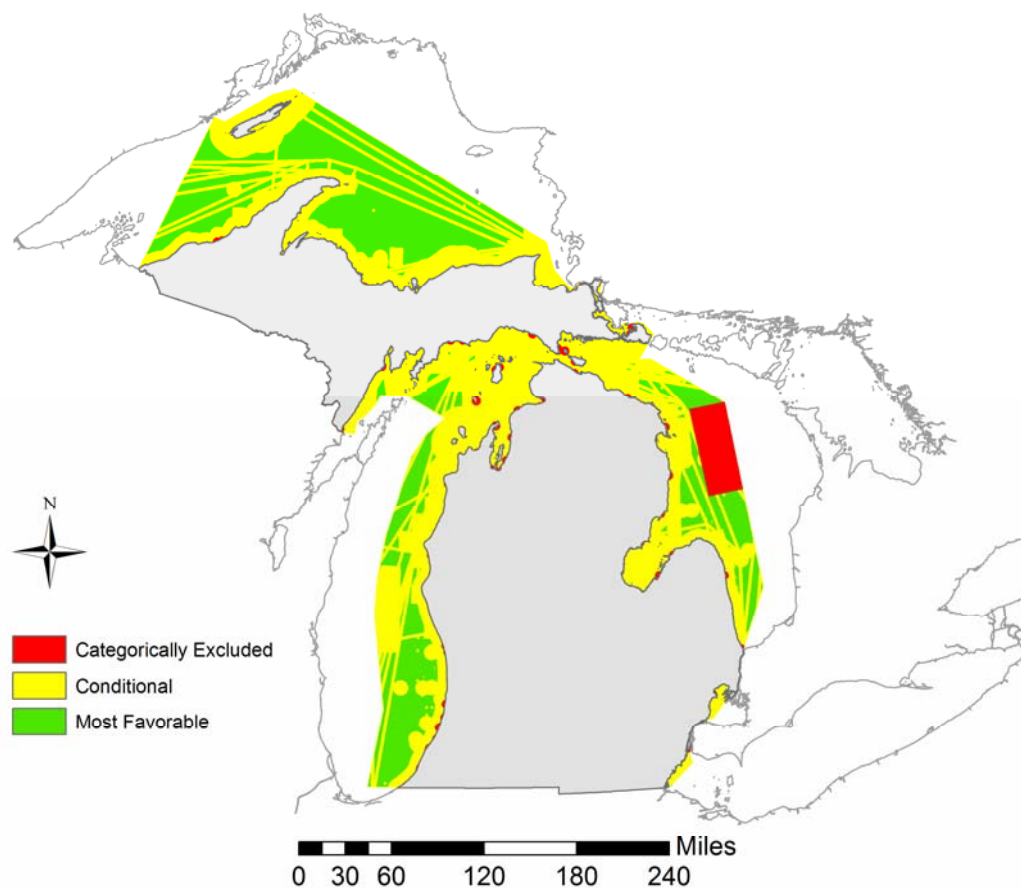 N
Categorically Excluded
Conditional
Most Favorable
Miles
0 30 60 120 180 240